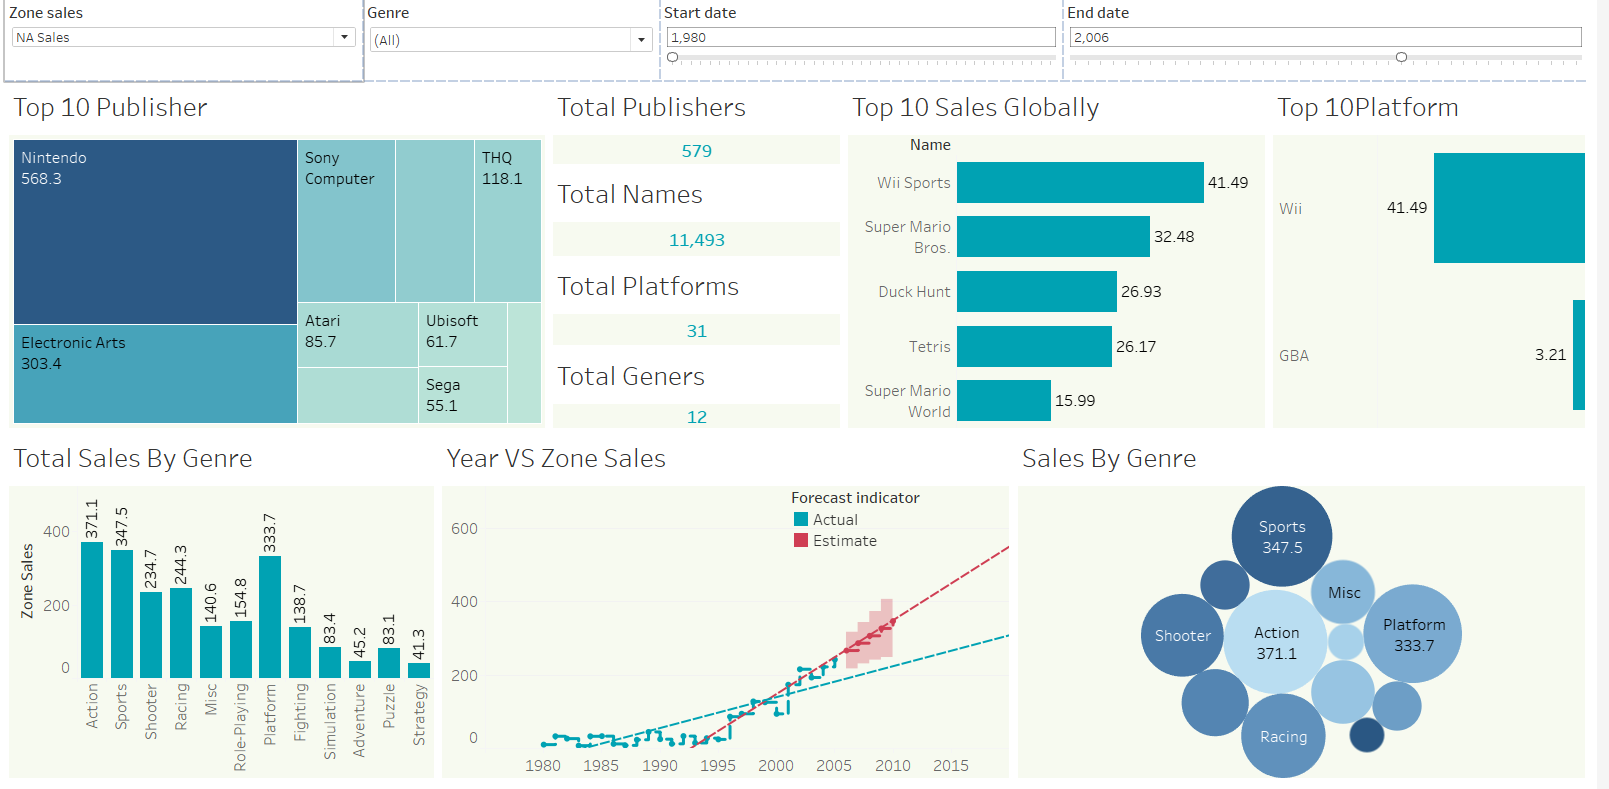 Zone sales
Genre
Start date
End date
NA Sales
(All)
1,980
2,006
Top 10 Publisher
Nintendo
568.3
Sony
Computer
THQ
118.1
Electronic Arts
303.4
Atari
85.7
Ubisoft
61.7
Sega
55.1
Total Publishers
579
Total Names
11,493
Total Platforms
31
Total Geners
12
Top 10 Sales Globally
Name
Wii Sports
41.49
Super Mario
Bros.
32.48
Duck Hunt
26.93
Tetris
26.17
Super Mario
World
15.99
Top 10Platform
Wii
41.49
GBA
3.21
Total Sales By Genre
Zone Sales
400
200
0
371.1
347.5
234.7
244.3
140.6
154.8
333.7
138.7
83.4
45.2
83.1
41.3
Action
Sports
Shooter
Racing
Misc
Role-Playing
Platform
Fighting
Simulation
Adventure
Puzzle
Strategy
Year VS Zone Sales
Forecast indicator
Actual
Estimate
600
400
200
0
1980
1985
1990
1995
2000
2005
2010
2015
Sales By Genre
Sports
347.5
Misc
Shooter
Action
371.1
Platform
333.7
Racing